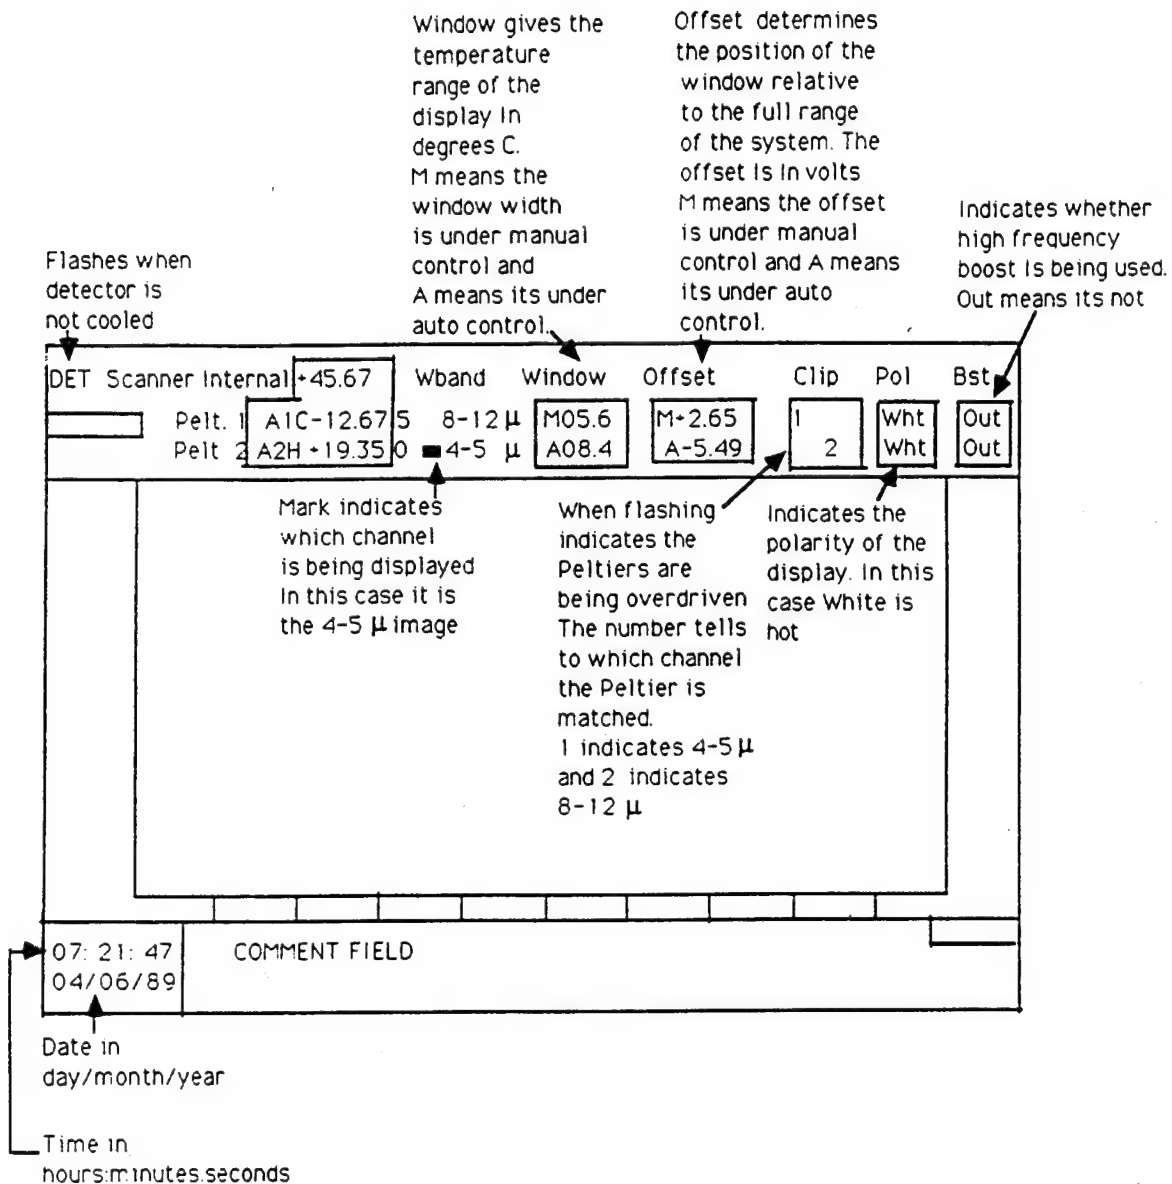 Window gives the
temperature
range of the
display in
degrees C.
M means the
window width
is under manual
control and
A means its under
auto control.
Offset determines
the position of the
window relative
to the full range
of the system. The
offset is in volts
M means the offset
is under manual
control and A means
its under auto
control.
Indicates whether
high frequency
boost is being used.
Out means its not
Flashes when
detector is
not cooled
DET Scanner Internal +45.67 Wband Window Offset Clip Pol Bst
Pelt. 1 A1C-12.67 5 8-12 µ M05.6 M+2.65 1 Wht Out
Pelt 2 A2H +19.35 0 4-5 µ A08.4 A-5.49 2 Wht Out
Mark indicates
which channel
is being displayed
In this case it is
the 4-5 µ image
When flashing
indicates the
Peltiers are
being overdriven
The number tells
to which channel
the Peltier is
matched.
1 indicates 4-5 µ
and 2 indicates
8-12 µ
Indicates the
polarity of the
display. In this
case White is
hot
07: 21: 47 COMMENT FIELD
04/06/89
Date in
day/month/year
Time in
hours:minutes.seconds